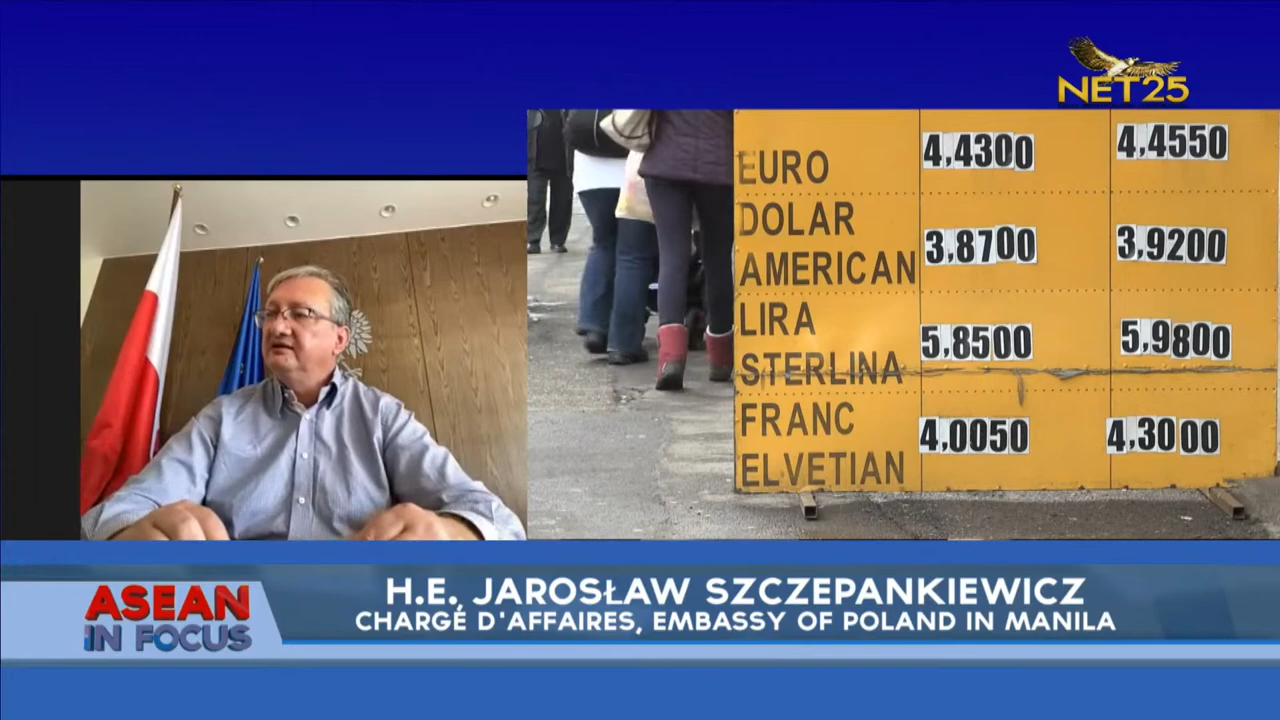 NET25
EURO 4,4300 4,4550
DOLAR
AMERICAN 3,8700 3,9200
LIRA
STERLINA 5,8500 5,9800
FRANC
ELVETIAN 4,0050 4,3000
ASEAN
IN FOCUS
H.E. JAROSŁAW SZCZEPANKIEWICZ
CHARGÉ D'AFFAIRES, EMBASSY OF POLAND IN MANILA